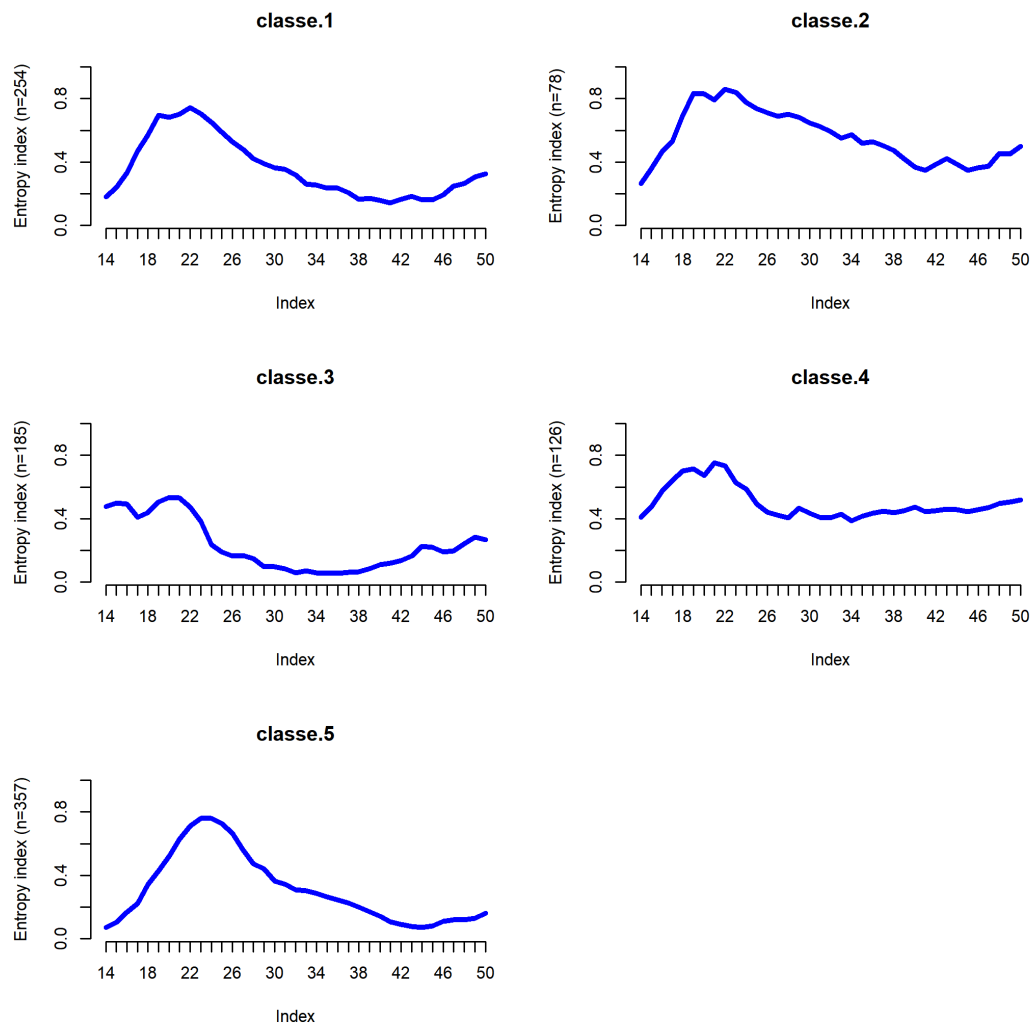 classe.1
Entropy index (n=254)
0.0 0.4 0.8
14 18 22 26 30 34 38 42 46 50
Index
classe.2
Entropy index (n=78)
0.0 0.4 0.8
14 18 22 26 30 34 38 42 46 50
Index
classe.3
Entropy index (n=185)
0.0 0.4 0.8
14 18 22 26 30 34 38 42 46 50
Index
classe.4
Entropy index (n=126)
0.0 0.4 0.8
14 18 22 26 30 34 38 42 46 50
Index
classe.5
Entropy index (n=357)
0.0 0.4 0.8
14 18 22 26 30 34 38 42 46 50
Index